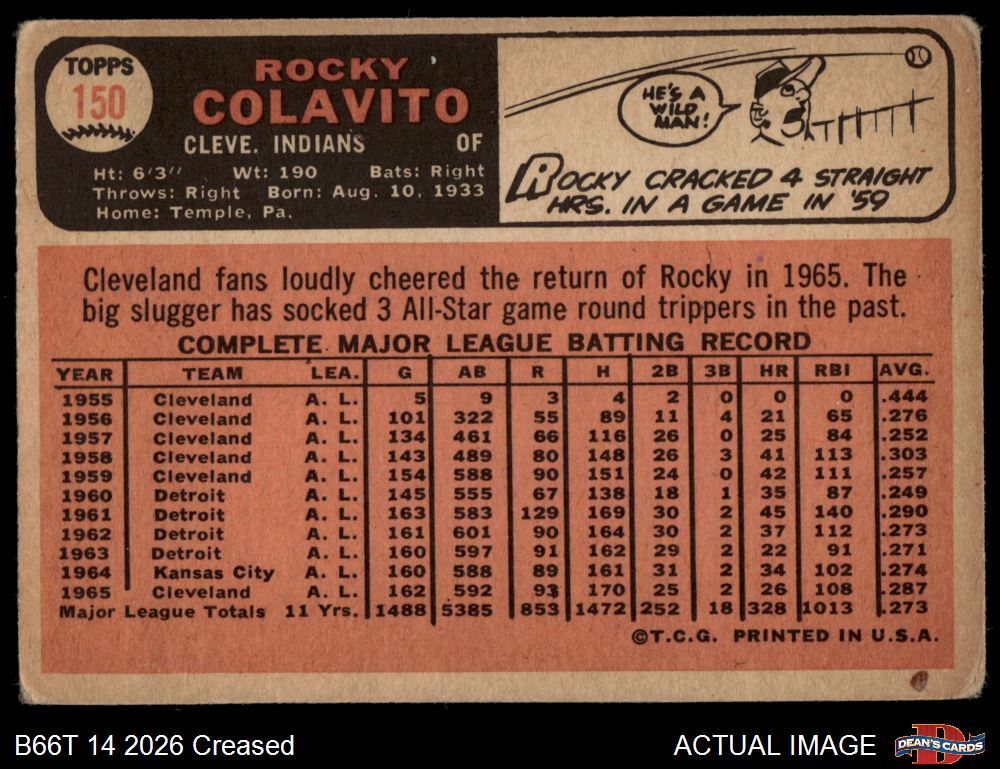 TOPPS
150
ROCKY
COLAVITO
CLEVE. INDIANS OF
Ht: 6'3" Wt: 190 Bats: Right
Throws: Right Born: Aug. 10, 1933
Home: Temple, Pa.
HE'S A
WILD
MAN!
ROCKY CRACKED 4 STRAIGHT
HRS. IN A GAME IN '59
Cleveland fans loudly cheered the return of Rocky in 1965. The
big slugger has socked 3 All-Star game round trippers in the past.
COMPLETE MAJOR LEAGUE BATTING RECORD
YEAR TEAM LEA. G AB R H 2B 3B HR RBI AVG.
1955 Cleveland A. L. 5 9 3 4 2 0 0 0 .444
1956 Cleveland A. L. 101 322 55 89 11 4 21 65 .276
1957 Cleveland A. L. 134 461 66 116 26 0 25 84 .252
1958 Cleveland A. L. 143 489 80 148 26 3 41 113 .303
1959 Cleveland A. L. 154 588 90 151 24 0 42 111 .257
1960 Detroit A. L. 145 555 67 138 18 1 35 87 .249
1961 Detroit A. L. 163 583 129 169 30 2 45 140 .290
1962 Detroit A. L. 161 601 90 164 30 2 37 112 .273
1963 Detroit A. L. 160 597 91 162 29 2 22 91 .271
1964 Kansas City A. L. 160 588 89 161 31 2 34 102 .274
1965 Cleveland A. L. 162 592 93 170 25 2 26 108 .287
Major League Totals 11 Yrs. 1488 5385 853 1472 252 18 328 1013 .273
©T.C.G. PRINTED IN U.S.A.
B66T 14 2026 Creased
ACTUAL IMAGE
D
DEAN'S CARDS